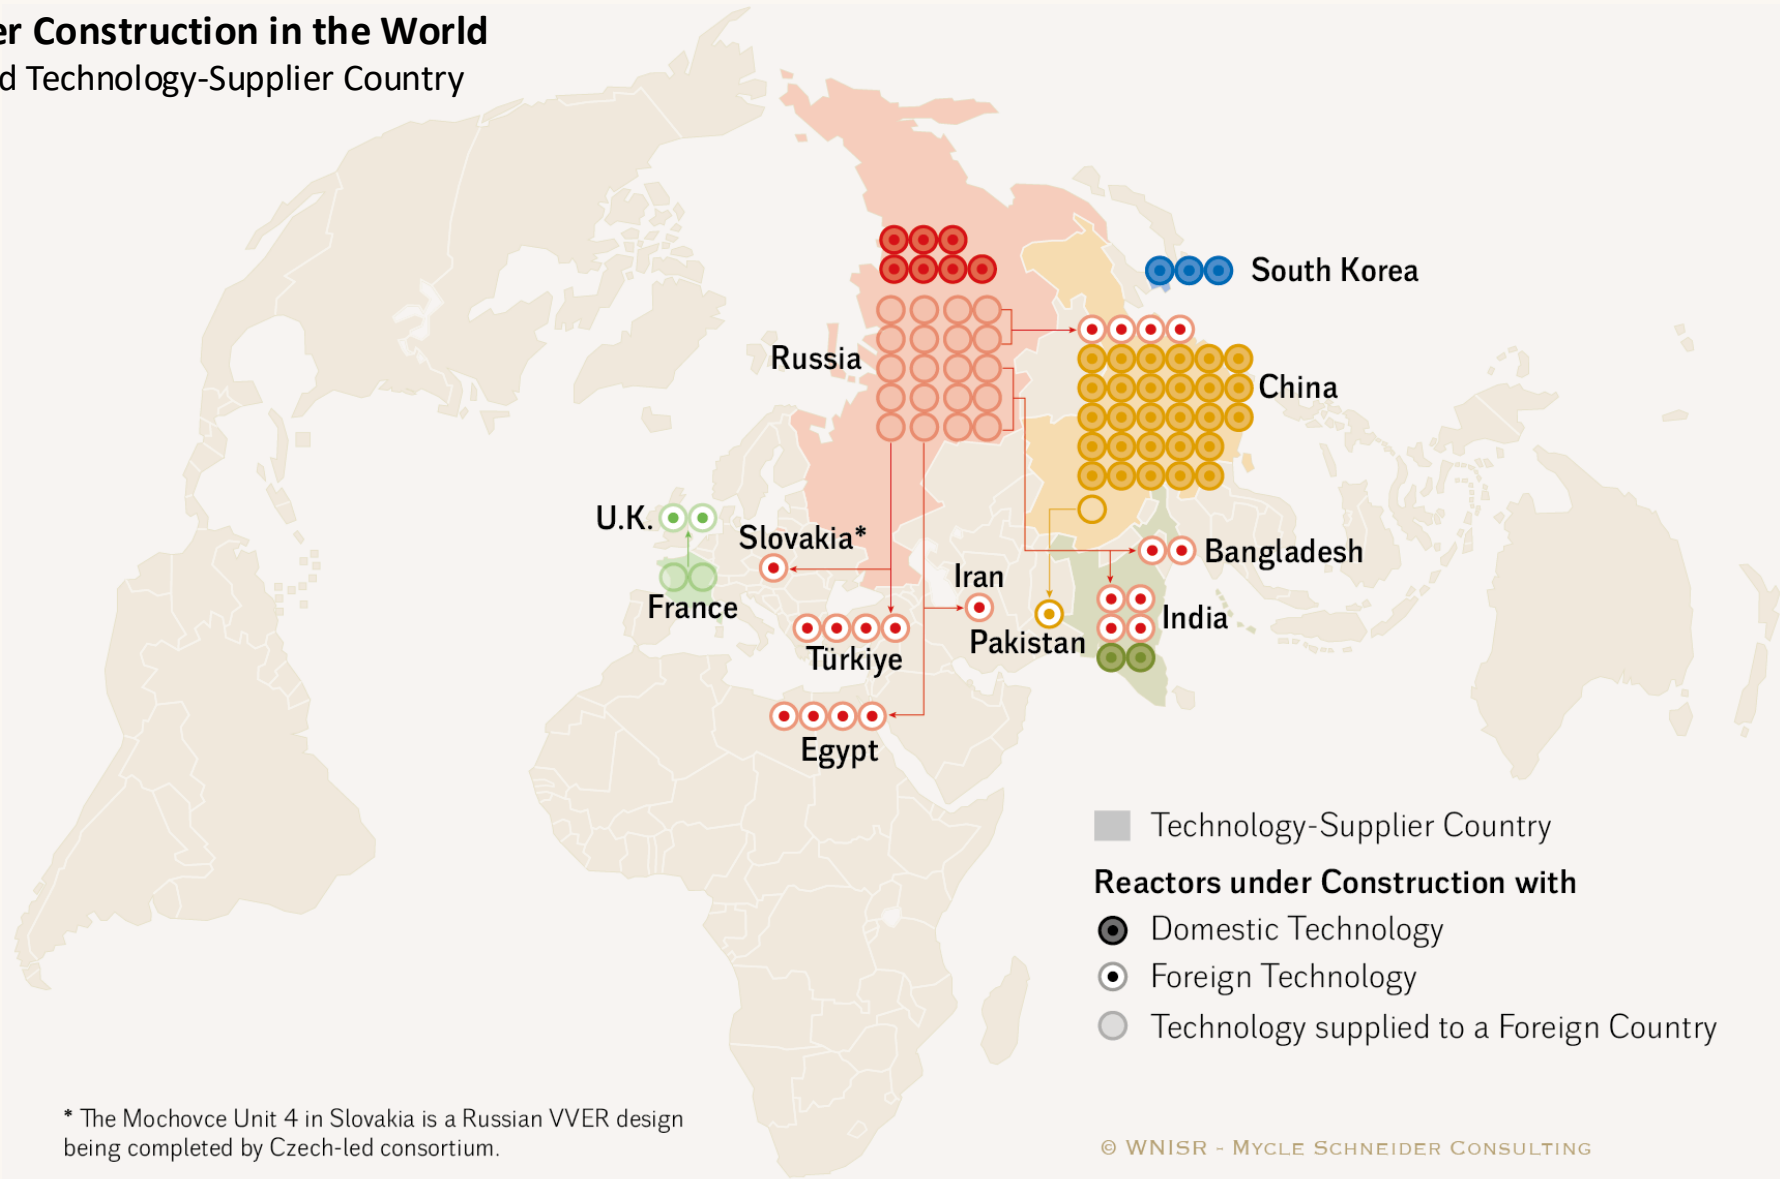 er Construction in the World
d Technology-Supplier Country
South Korea
Russia
China
U.K.
Slovakia*
Bangladesh
Iran
France
India
Pakistan
Türkiye
Egypt
Technology-Supplier Country
Reactors under Construction with
Domestic Technology
Foreign Technology
Technology supplied to a Foreign Country
* The Mochovce Unit 4 in Slovakia is a Russian VVER design
being completed by Czech-led consortium.
© WNISR - Mycle Schneider Consulting